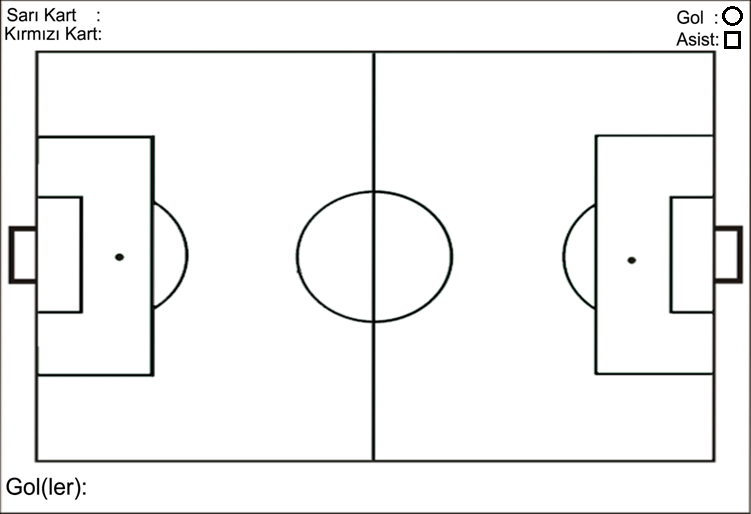 Sarı Kart    :
Kırmızı Kart:
Gol  :
Asist:
Gol(ler):